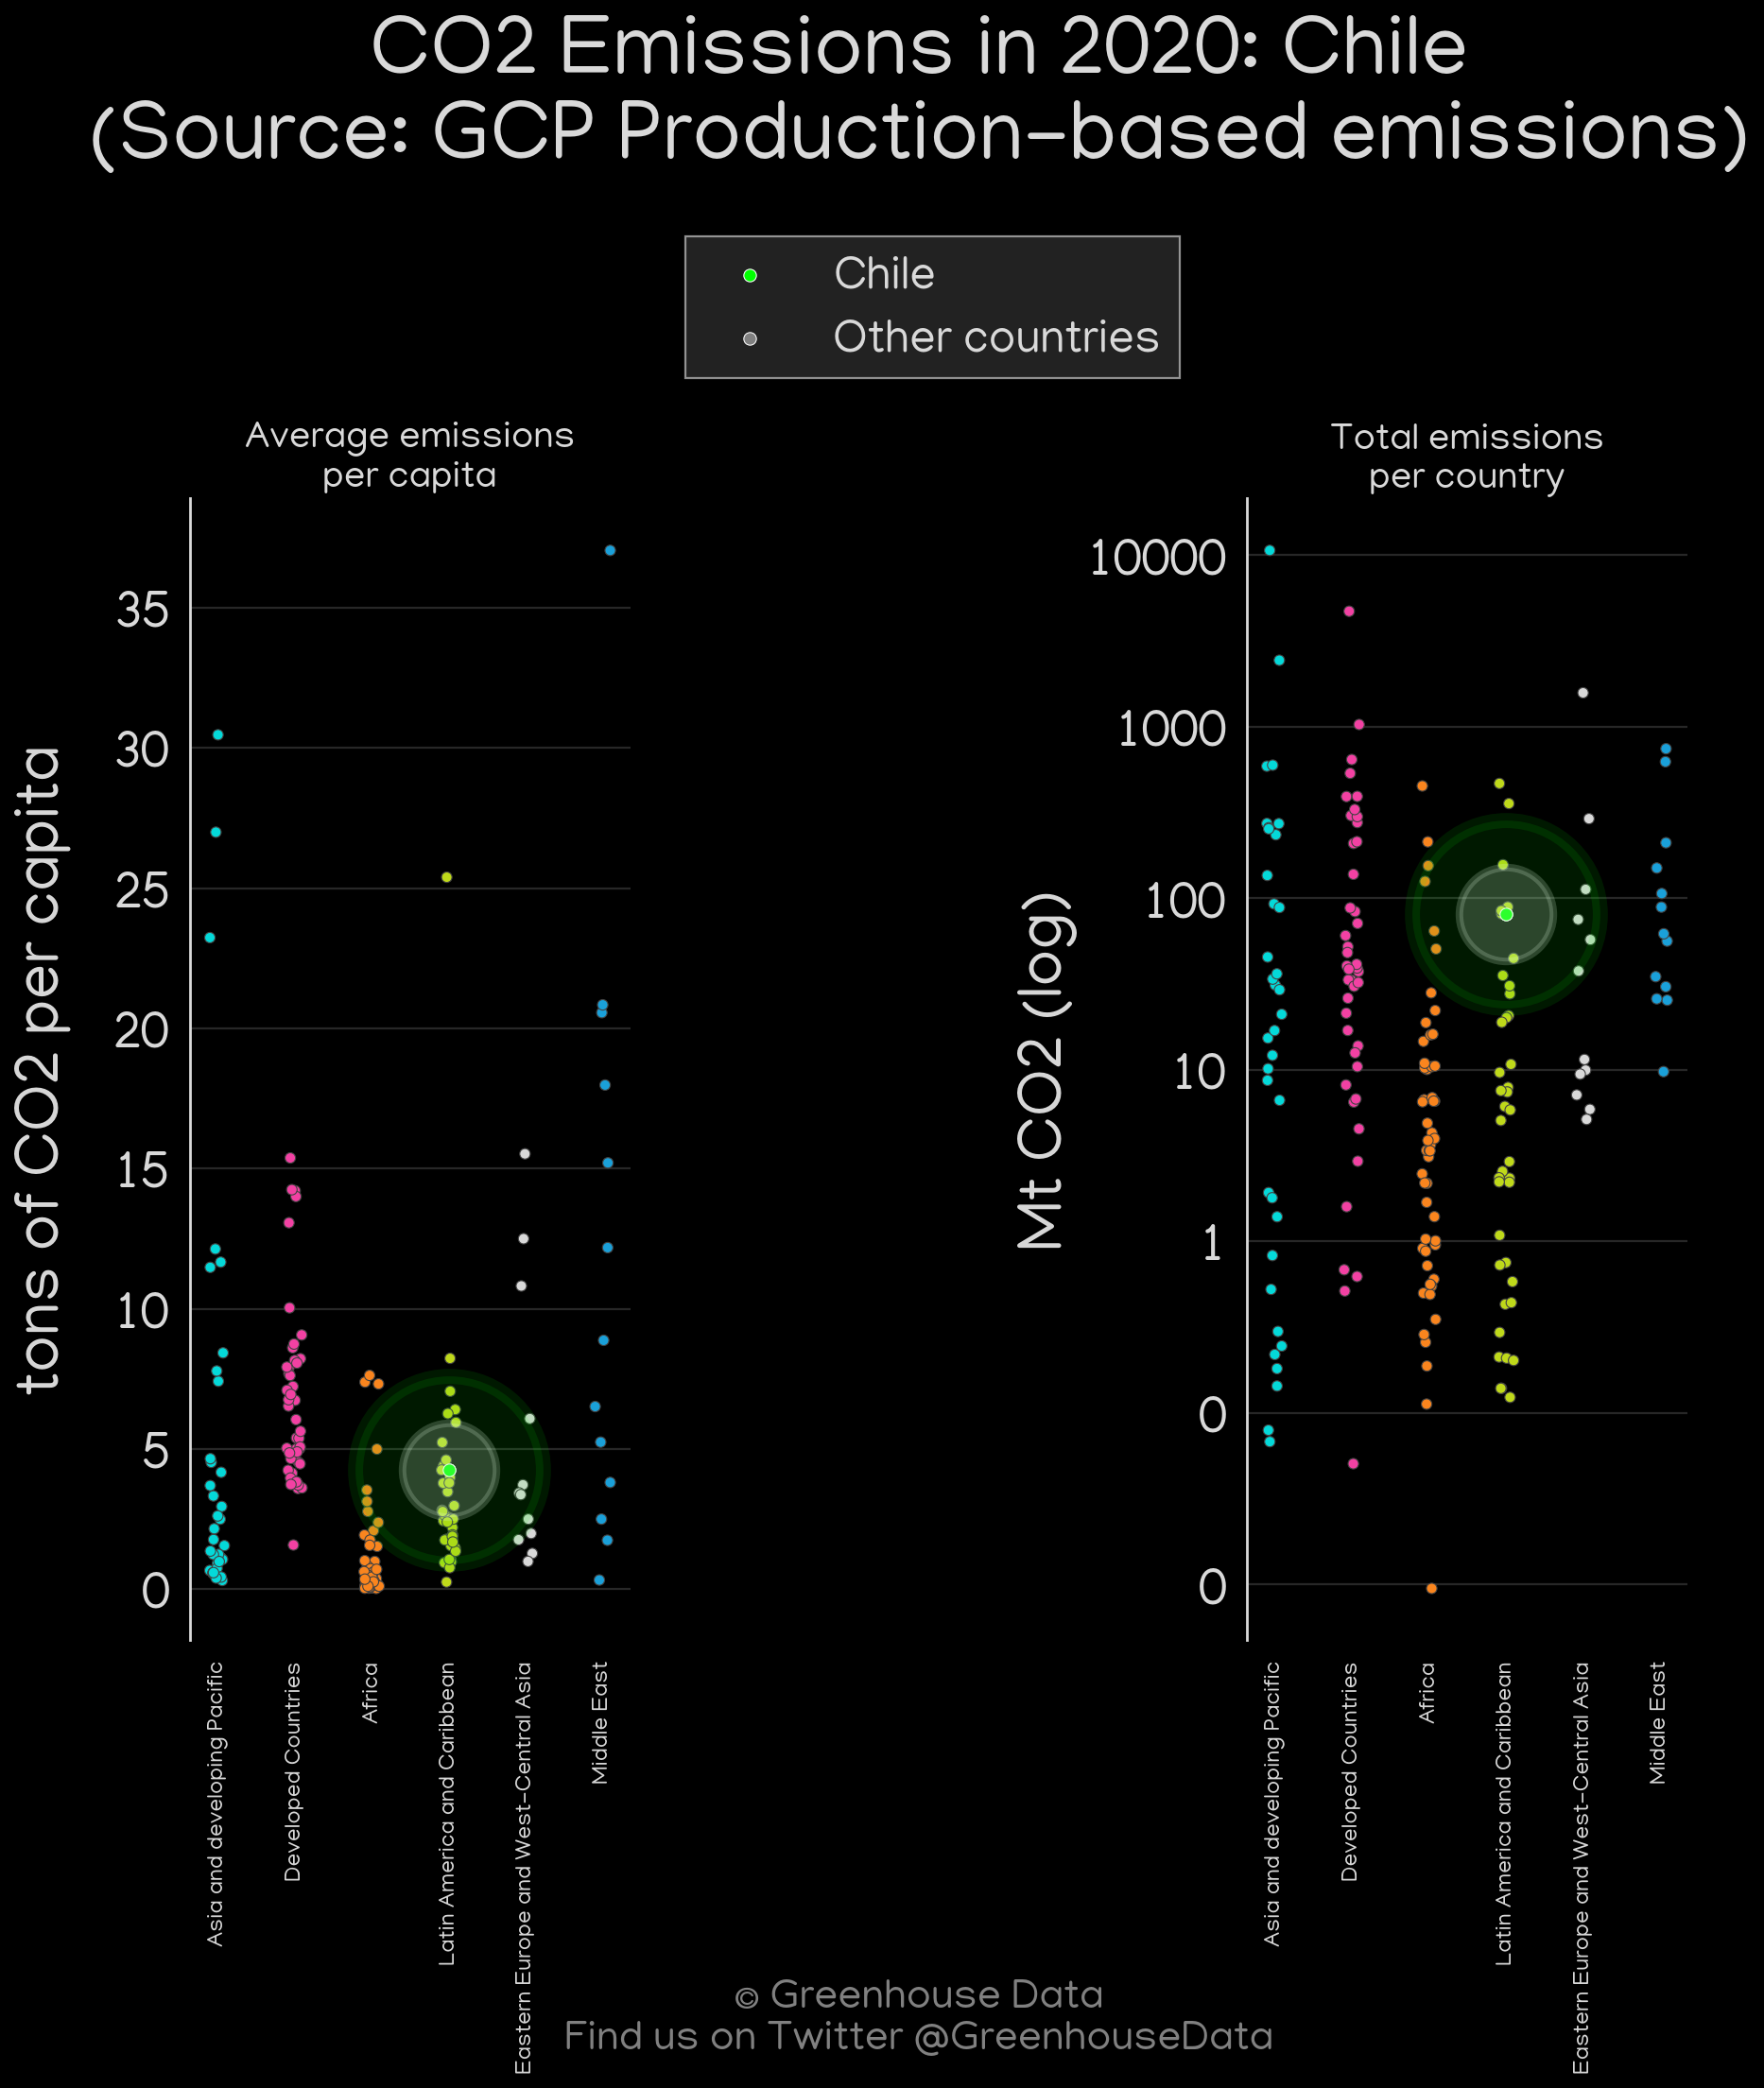 CO2 Emissions in 2020: Chile
(Source: GCP Production-based emissions)
Chile
Other countries
Average emissions
per capita
tons of CO2 per capita
35
30
25
20
15
10
5
0
Asia and developing Pacific
Developed Countries
Africa
Latin America and Caribbean
Eastern Europe and West-Central Asia
Middle East
Total emissions
per country
Mt CO2 (log)
10000
1000
100
10
1
0
0
Asia and developing Pacific
Developed Countries
Africa
Latin America and Caribbean
Eastern Europe and West-Central Asia
Middle East
© Greenhouse Data
Find us on Twitter @GreenhouseData